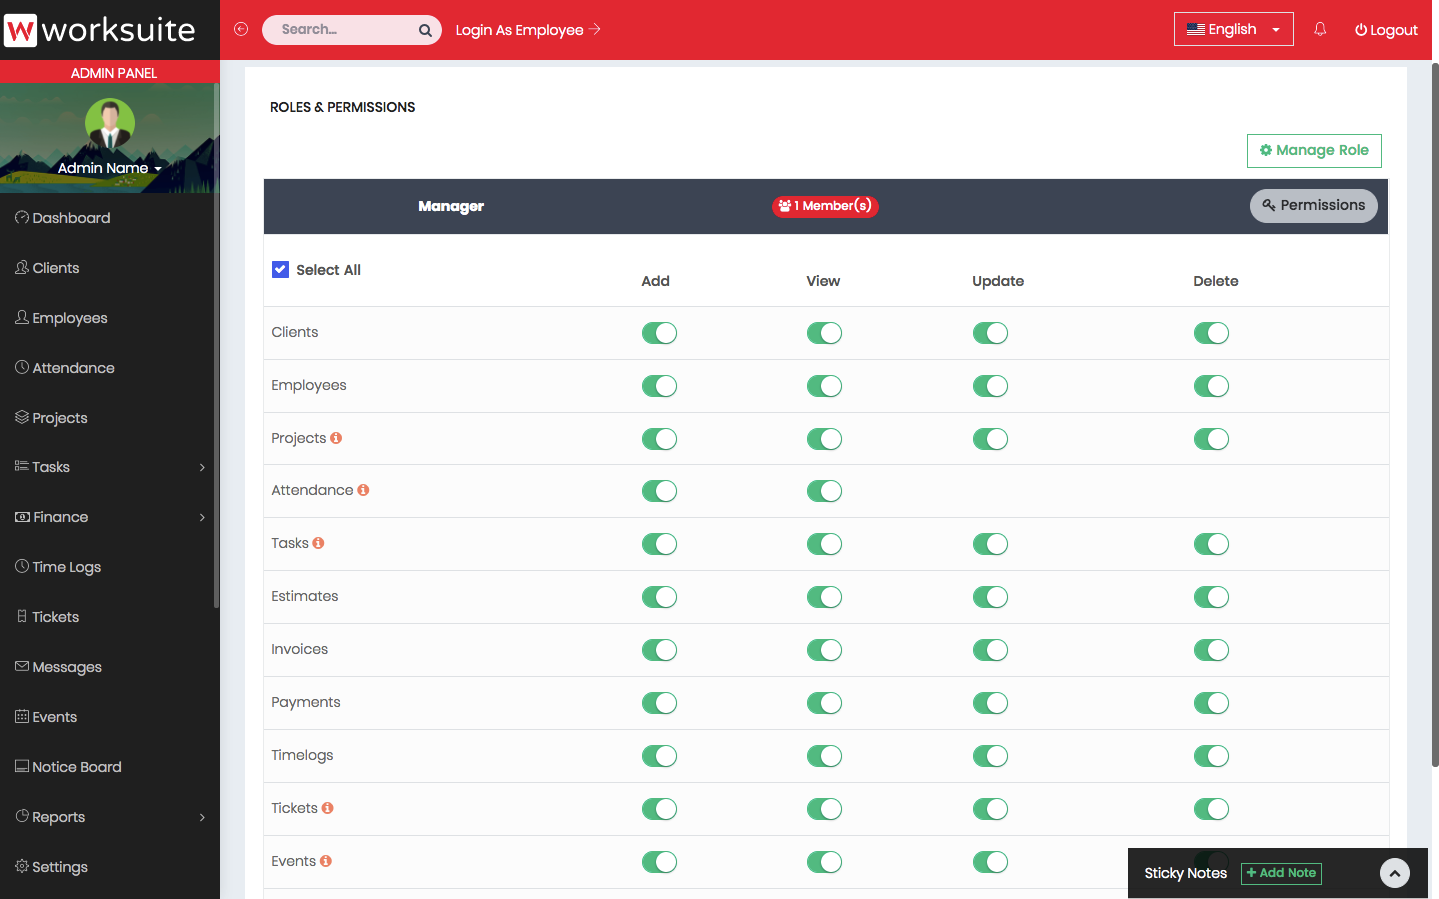 W worksuite
Search...
Login As Employee
English
Logout
ADMIN PANEL
Admin Name
Dashboard
Clients
Employees
Attendance
Projects
Tasks
Finance
Time Logs
Tickets
Messages
Events
Notice Board
Reports
Settings
ROLES & PERMISSIONS
Manage Role
Manager
1 Member(s)
Permissions
Select All
Add View Update Delete
Clients
Employees
Projects
Attendance
Tasks
Estimates
Invoices
Payments
Timelogs
Tickets
Events
Sticky Notes
+ Add Note